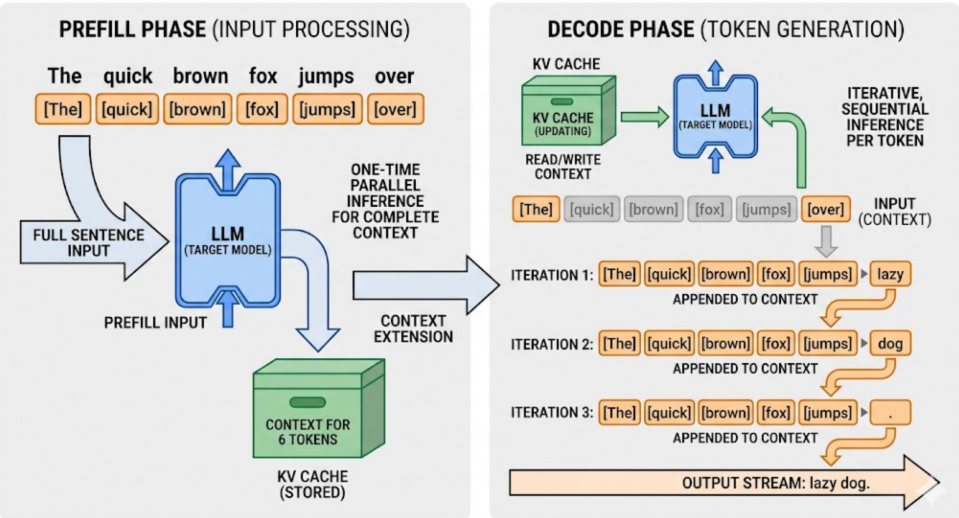 PREFILL PHASE (INPUT PROCESSING)
The quick brown fox jumps over
[The] [quick] [brown] [fox] [jumps] [over]
FULL SENTENCE
INPUT
LLM
(TARGET MODEL)
PREFILL INPUT
ONE-TIME
PARALLEL
INFERENCE
FOR COMPLETE
CONTEXT
CONTEXT
EXTENSION
CONTEXT FOR
6 TOKENS
KV CACHE
(STORED)
DECODE PHASE (TOKEN GENERATION)
KV CACHE
KV CACHE
(UPDATING)
READ/WRITE
CONTEXT
LLM
(TARGET MODEL)
ITERATIVE,
SEQUENTIAL
INFERENCE
PER TOKEN
[The] [quick] [brown] [fox] [jumps] [over]
INPUT
(CONTEXT)
ITERATION 1: [The] [quick] [brown] [fox] [jumps] lazy
APPENDED TO CONTEXT
ITERATION 2: [The] [quick] [brown] [fox] [jumps] dog
APPENDED TO CONTEXT
ITERATION 3: [The] [quick] [brown] [fox] [jumps] .
APPENDED TO CONTEXT
OUTPUT STREAM: lazy dog.